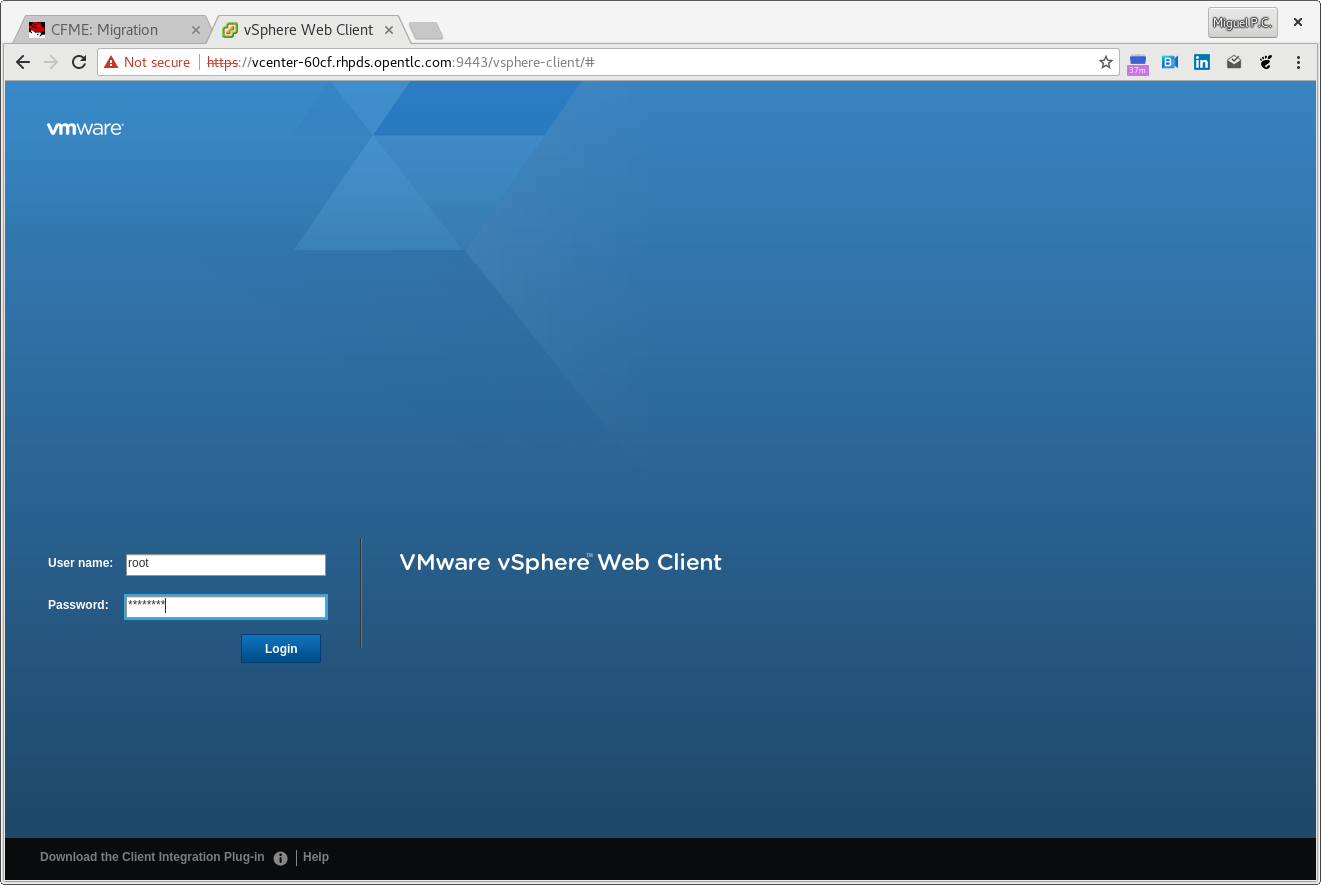 CFME: Migration
vSphere Web Client
Miguel P.C.
Not secure
https://vcenter-60cf.rhpds.opentlc.com:9443/vsphere-client/#
37m
B
in
vmware®
User name:
root
Password:
********
Login
VMware vSphere™ Web Client
Download the Client Integration Plug-in
i
Help